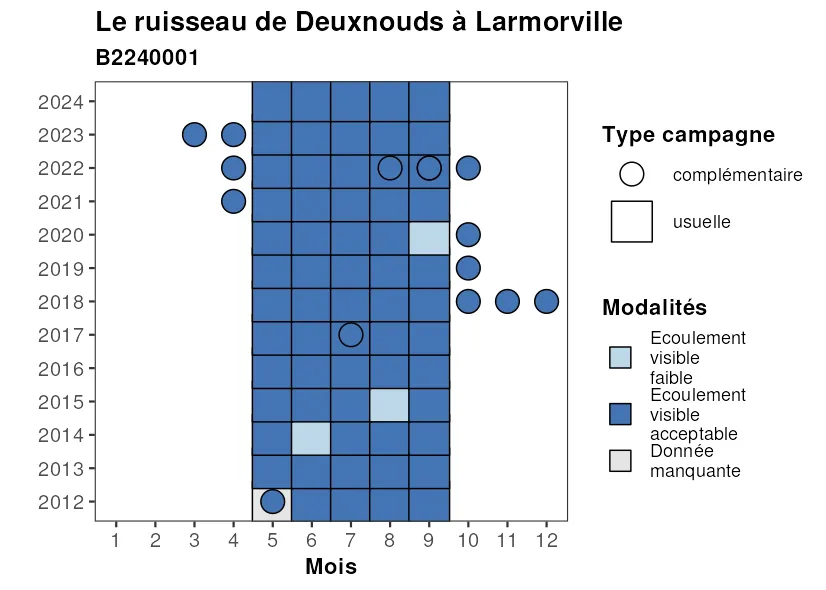 Le ruisseau de Deuxnouds à Larmorville
B2240001
2024
2023
2022
2021
2020
2019
2018
2017
2016
2015
2014
2013
2012
1 2 3 4 5 6 7 8 9 10 11 12
Mois
Type campagne
complémentaire
usuelle
Modalités
Ecoulement
visible
faible
Ecoulement
visible
acceptable
Donnée
manquante